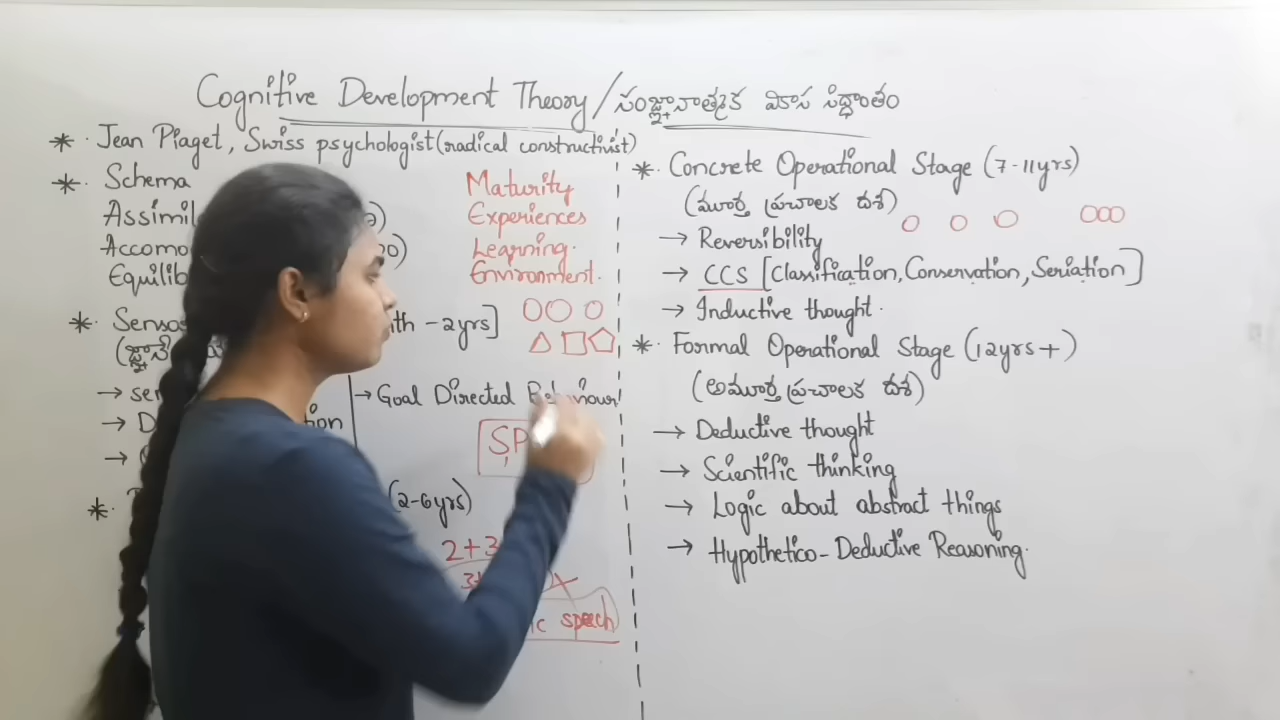 Cognitive Development Theory/సంజ్ఞానాత్మక వికాస సిద్ధాంతం
* Jean Piaget, Swiss psychologist(radical constructivist)
* Schema
Maturity
Experiences
Learning.
Environment.
-2yrs]
→ Goal Directed
(2-6yrs)
2+3
speech
* Concrete Operational Stage (7-11yrs)
(మూర్త ప్రచాలక దశ)
→ Reversibility
→ CCS [Classification, Conservation, Seriation]
→ Inductive thought.
* Formal Operational Stage (12yrs+)
(అమూర్త ప్రచాలక దశ)
→ Deductive thought
→ Scientific thinking
→ Logic about abstract things
→ Hypothetico-Deductive Reasoning.